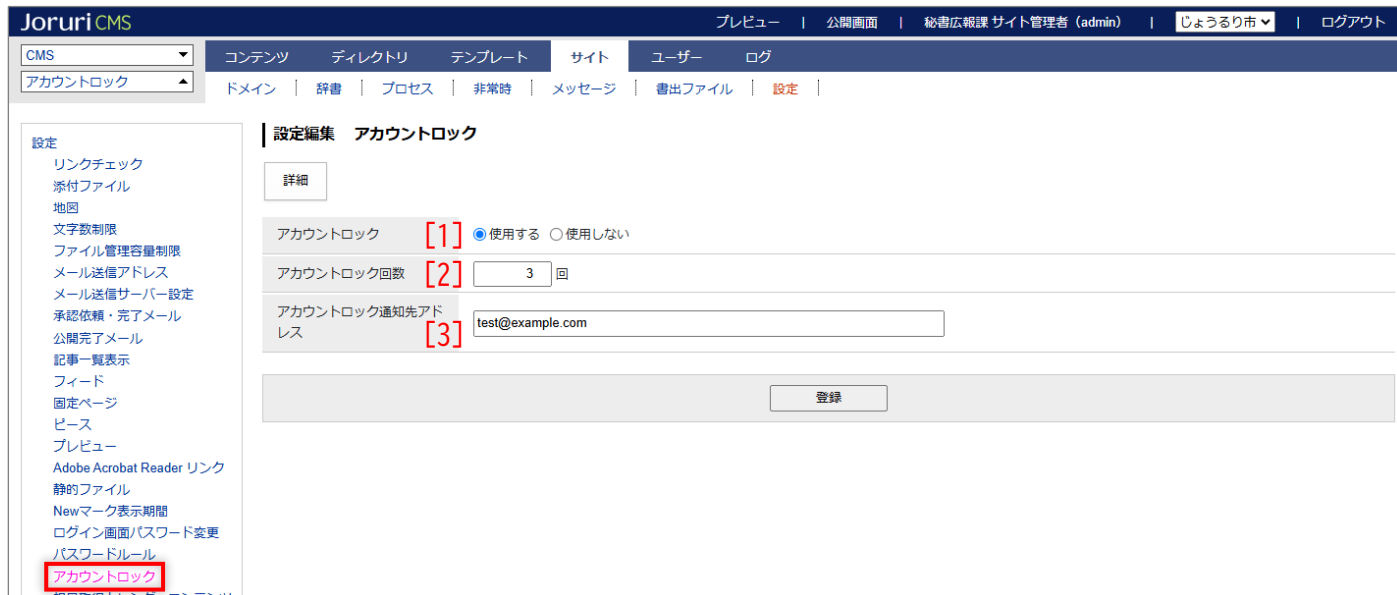 Joruri CMS プレビュー | 公開画面 | 秘書広報課 サイト管理者（admin） | じょうるり市 | ログアウト
CMS
アカウントロック
コンテンツ ディレクトリ テンプレート サイト ユーザー ログ
ドメイン 辞書 プロセス 非常時 メッセージ 書出ファイル 設定
設定
リンクチェック
添付ファイル
地図
文字数制限
ファイル管理容量制限
メール送信アドレス
メール送信サーバー設定
承認依頼・完了メール
公開完了メール
記事一覧表示
フィード
固定ページ
ピース
プレビュー
Adobe Acrobat Reader リンク
静的ファイル
Newマーク表示期間
ログイン画面パスワード変更
パスワードルール
アカウントロック
設定編集 アカウントロック
詳細
アカウントロック [1] 使用する 使用しない
アカウントロック回数 [2] 3 回
アカウントロック通知先アド
レス [3] test@example.com
登録